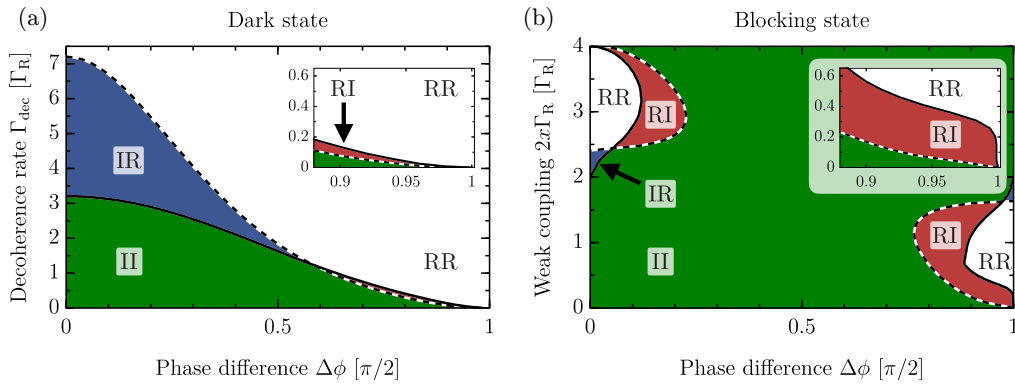 (a) Dark state
Decoherence rate Γdec [ΓR]
7
6
5
4
3
2
1
0
0 0.5 1
Phase difference Δϕ [π/2]
IR
II
RR
0.6
0.4
0.2
0
0.9 0.95 1
RI
RR
(b) Blocking state
Weak coupling 2xΓR [ΓR]
4
3
2
1
0
0 0.5 1
Phase difference Δϕ [π/2]
RR
RI
IR
II
RI
RR
0.6
0.4
0.2
0
0.9 0.95 1
RR
RI